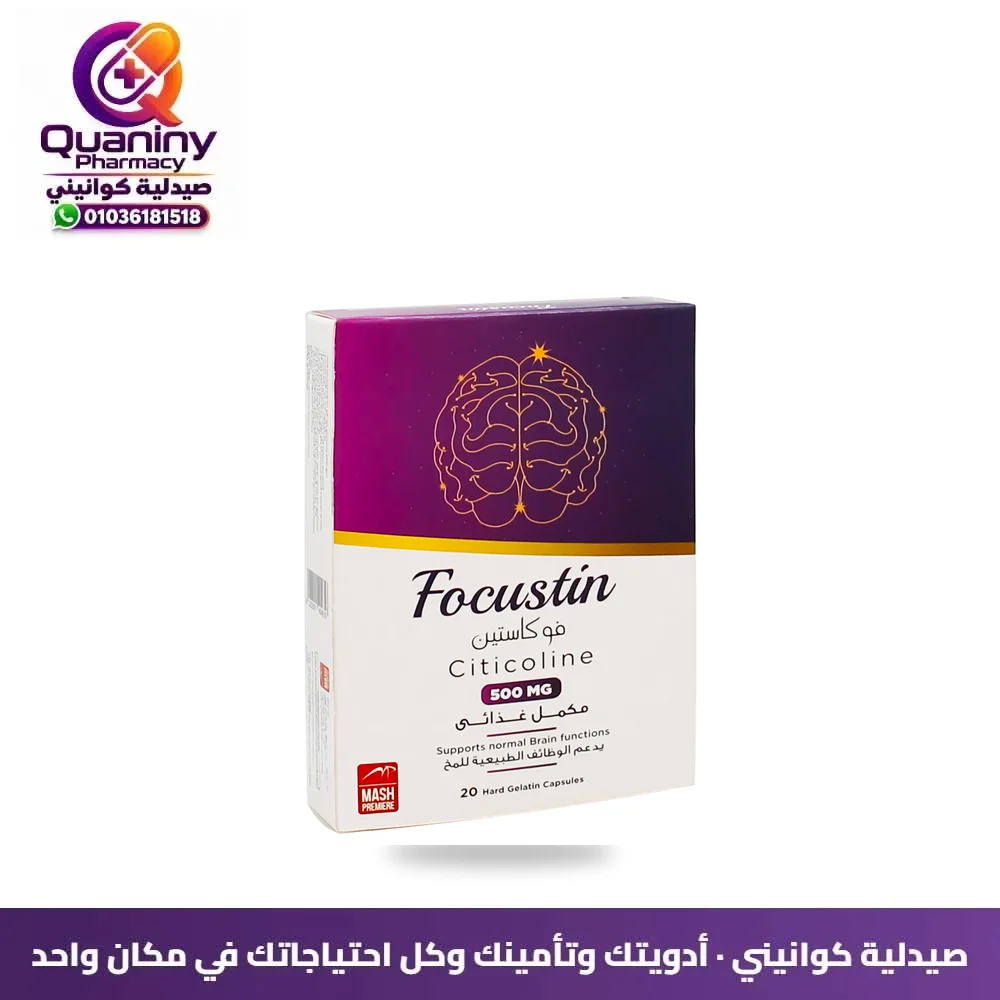 Quaniny
Pharmacy
صيدلية كوانيني
01036181518
Focustin
Focustin
فوكاستين
Citicoline
500 MG
مكمل غذائي
Supports normal Brain functions
يدعم الوظائف الطبيعية للمخ
20 Hard Gelatin Capsules
MASH
PREMIERE
صيدلية كوانيني · أدويتك وتأمينك وكل احتياجاتك في مكان واحد